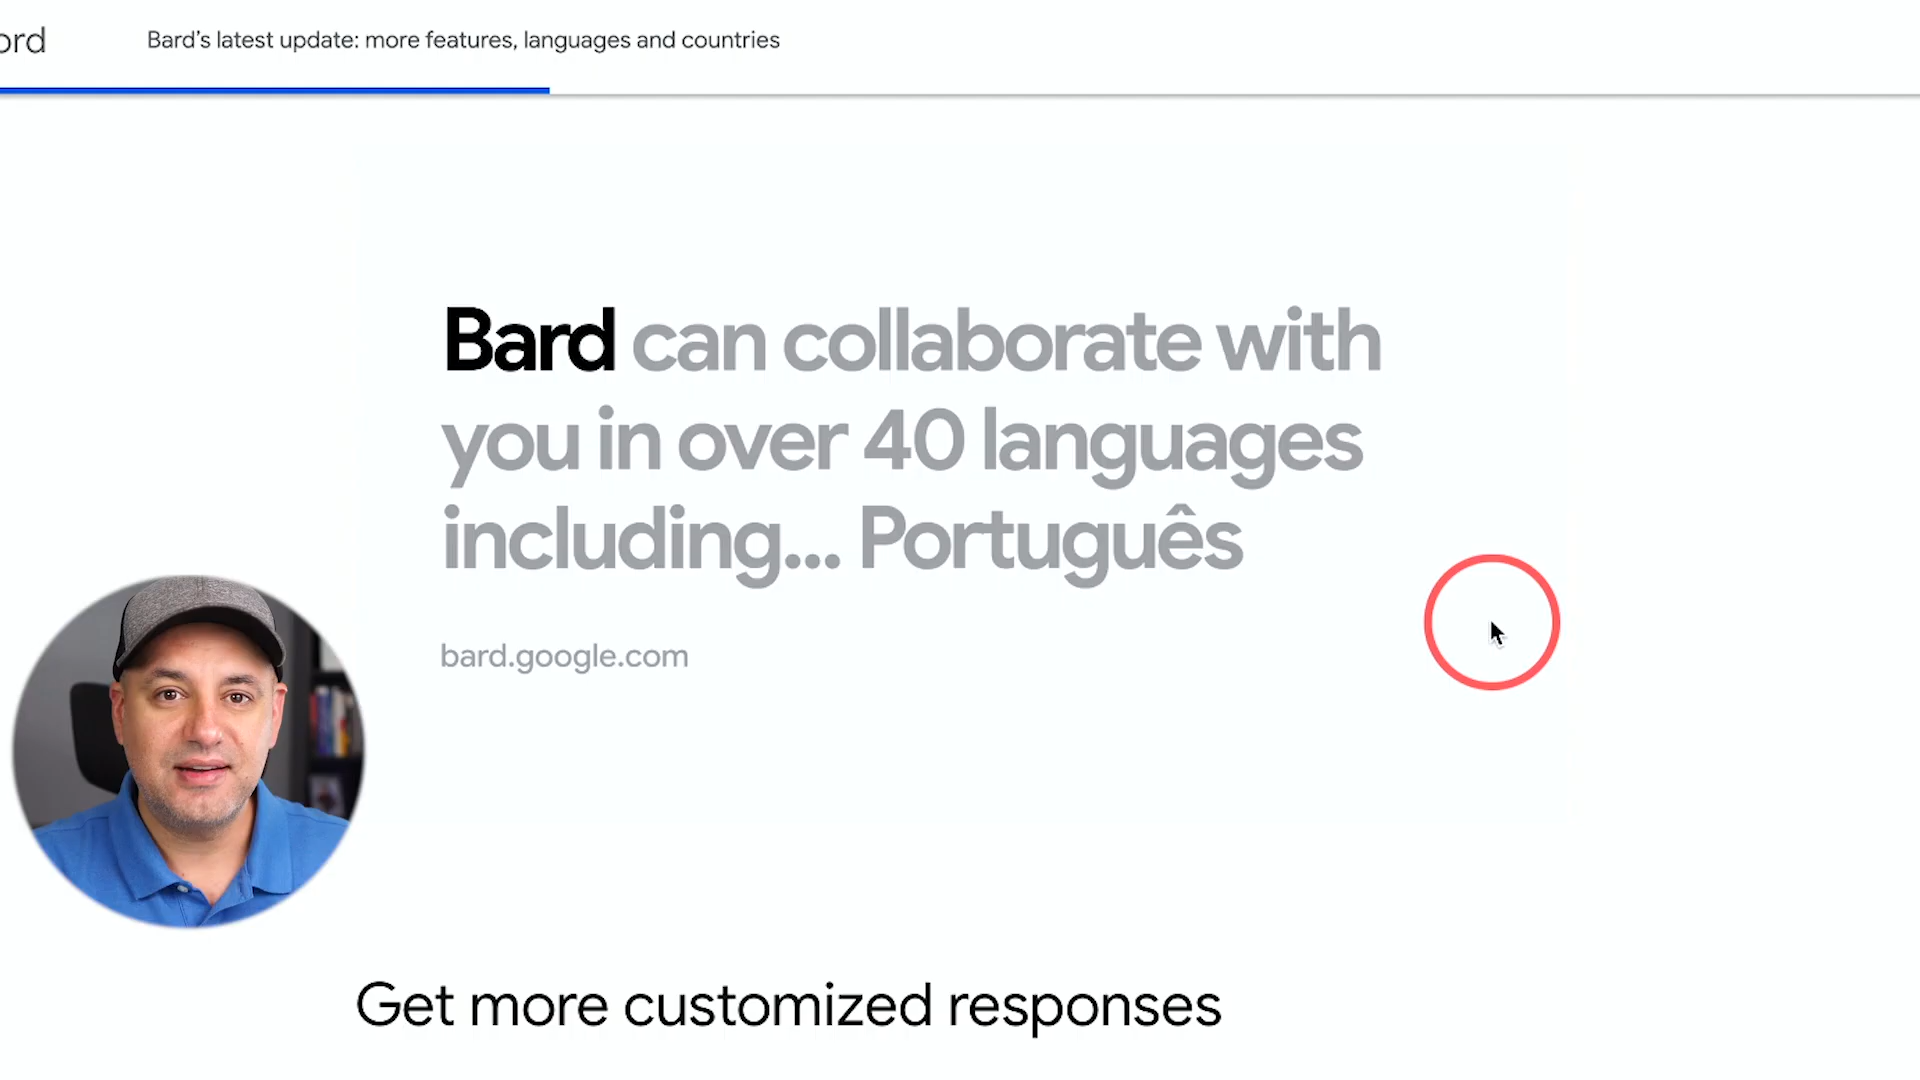 ord
Bard's latest update: more features, languages and countries
Bard can collaborate with
you in over 40 languages
including... Português
bard.google.com
Get more customized responses